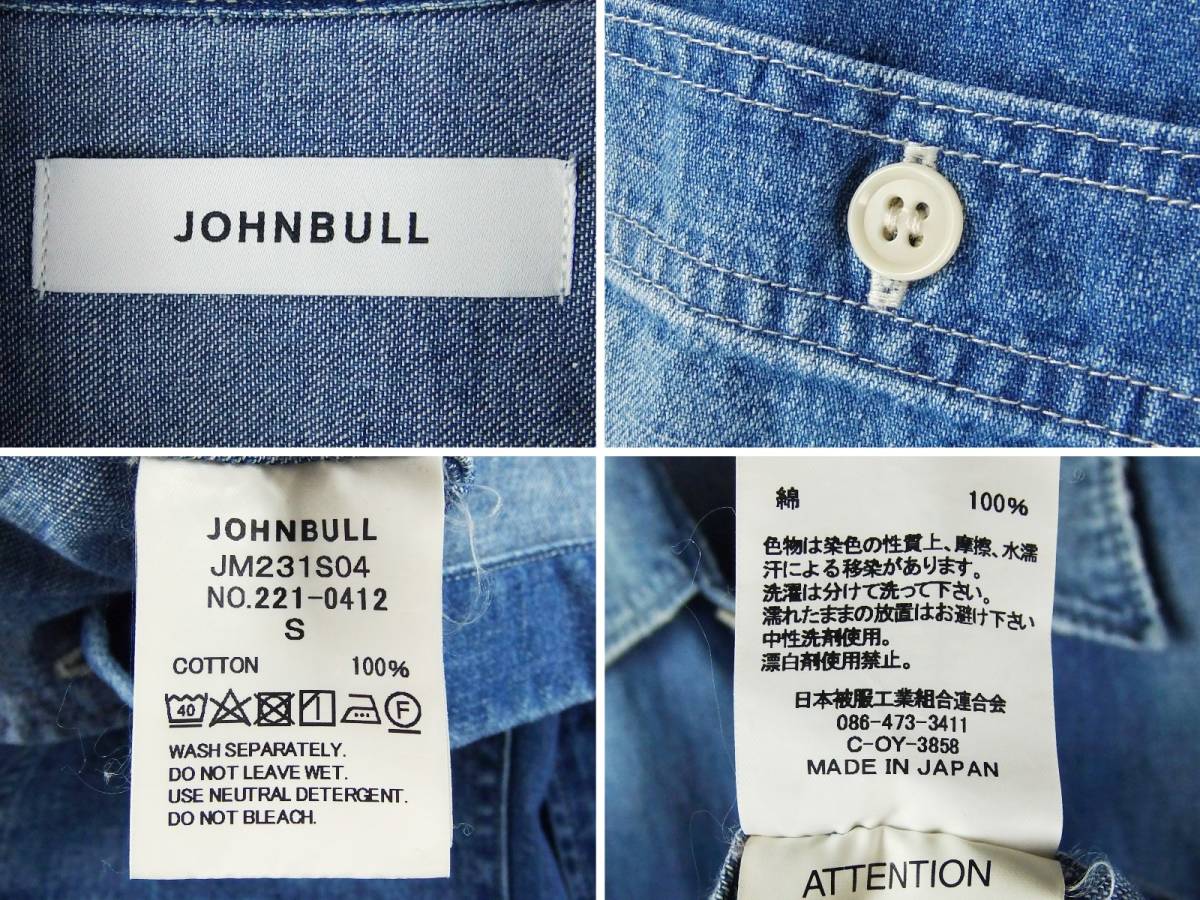 JOHNBULL
JOHNBULL
JM231S04
NO.221-0412
S
COTTON 100%
40
F
WASH SEPARATELY.
DO NOT LEAVE WET.
USE NEUTRAL DETERGENT.
DO NOT BLEACH.
綿 100%
色物は染色の性質上、摩擦、水濡
汗による移染があります。
洗濯は分けて洗って下さい。
濡れたままの放置はお避け下さい
中性洗剤使用。
漂白剤使用禁止。
日本被服工業組合連合会
086-473-3411
C-OY-3858
MADE IN JAPAN
ATTENTION